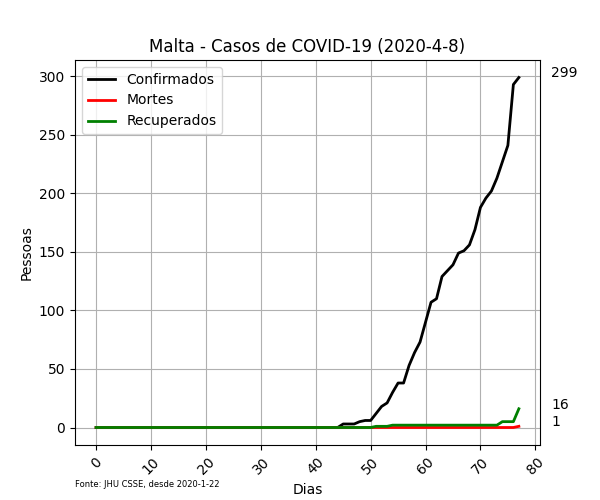 Malta - Casos de COVID-19 (2020-4-8)
Confirmados
Mortes
Recuperados
299
16
1
300
250
200
150
100
50
0
Pessoas
0
10
20
30
40
50
60
70
80
Dias
Fonte: JHU CSSE, desde 2020-1-22